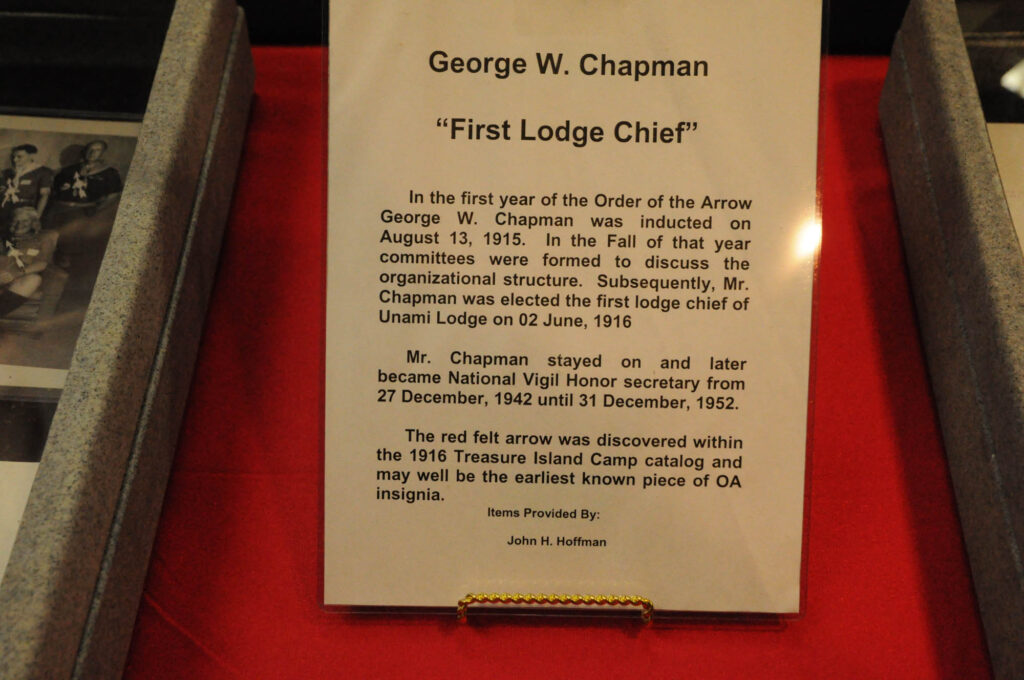 George W. Chapman
“First Lodge Chief”
In the first year of the Order of the Arrow
George W. Chapman was inducted on
August 13, 1915. In the Fall of that year
committees were formed to discuss the
organizational structure. Subsequently, Mr.
Chapman was elected the first lodge chief of
Unami Lodge on 02 June, 1916
Mr. Chapman stayed on and later
became National Vigil Honor secretary from
27 December, 1942 until 31 December, 1952.
The red felt arrow was discovered within
the 1916 Treasure Island Camp catalog and
may well be the earliest known piece of OA
insignia.
Items Provided By:
John H. Hoffman